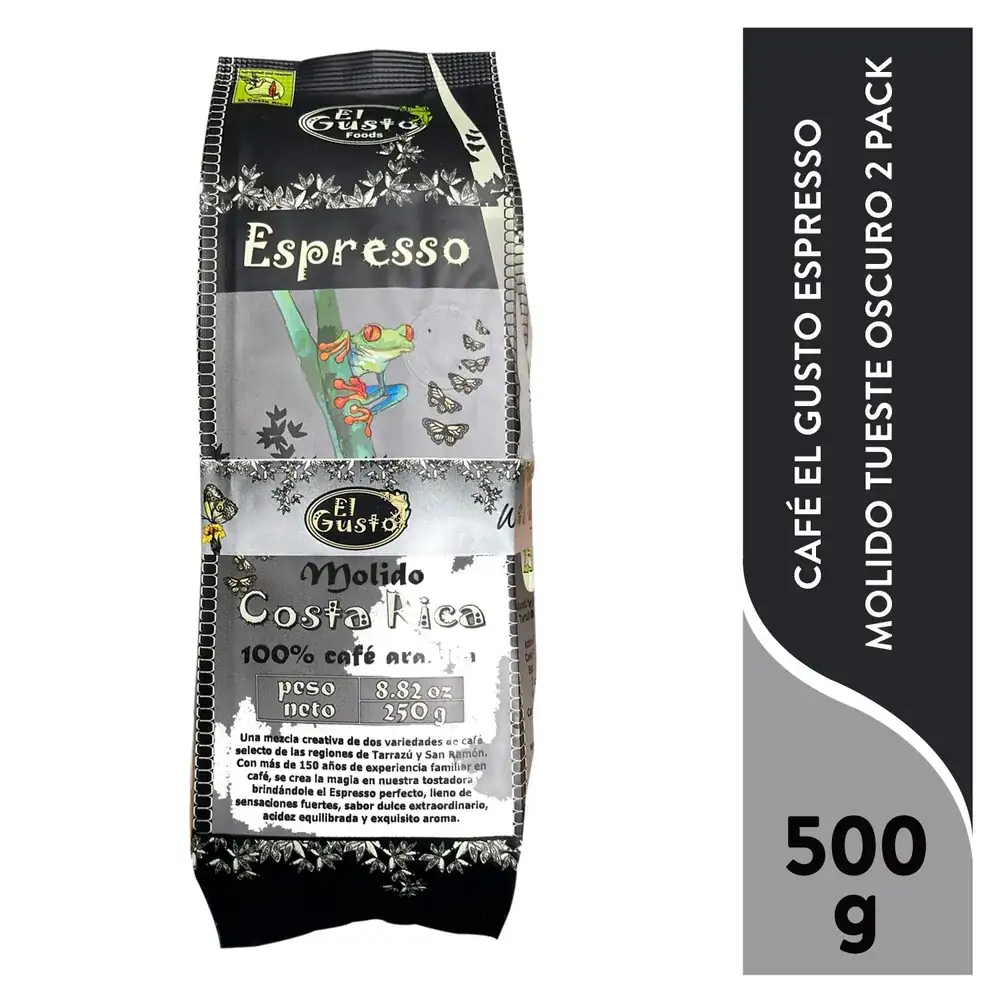 in Costa Rica
El
Gusto
Foods
Espresso
El
Gusto
Molido
Costa Rica
100% café
peso neto
8.82 oz
250 g
Una mezcla creativa de dos variedades de café
selecto de las regiones de Tarrazú y San Ramón.
Con más de 150 años de experiencia familiar en
café, se crea la magia en nuestra tostadora
brindándole el Espresso perfecto, lleno de
sensaciones fuertes, sabor dulce extraordinario,
acidez equilibrada y exquisito aroma.
CAFÉ EL GUSTO ESPRESSO
MOLIDO TUESTE OSCURO 2 PACK
500
g